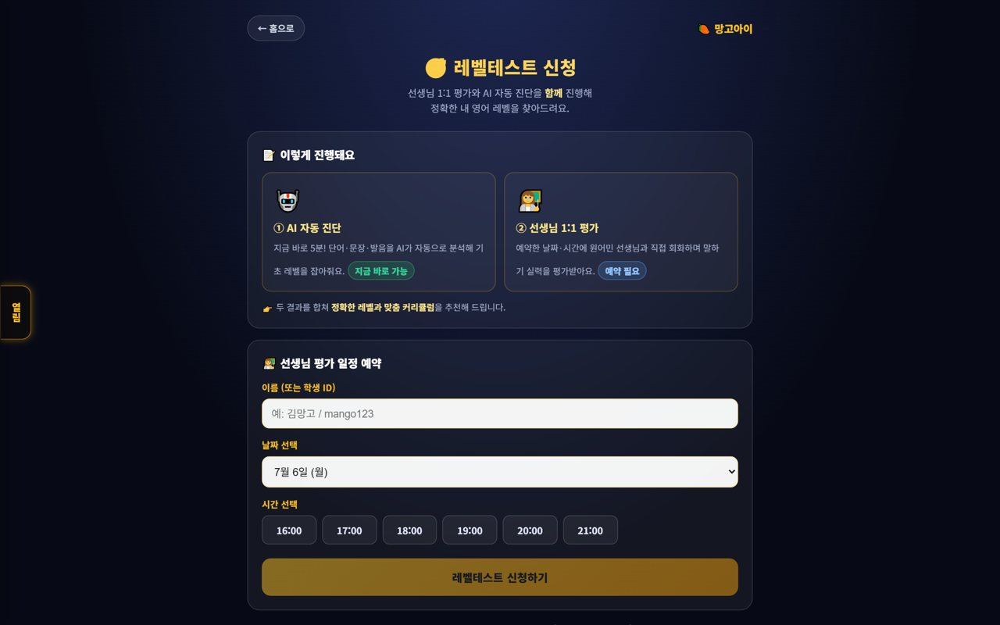 ← 홈으로
망고아이
레벨테스트 신청
선생님 1:1 평가와 AI 자동 진단을 함께 진행해
정확한 내 영어 레벨을 찾아드려요.
이렇게 진행돼요
① AI 자동 진단
지금 바로 5분! 단어·문장·발음을 AI가 자동으로 분석해 기
초 레벨을 잡아줘요. 지금 바로 가능
② 선생님 1:1 평가
예약한 날짜·시간에 원어민 선생님과 직접 회화하며 말하
기 실력을 평가받아요. 예약 필요
두 결과를 합쳐 정확한 레벨과 맞춤 커리큘럼을 추천해 드립니다.
열림
선생님 평가 일정 예약
이름 (또는 학생 ID)
예: 김망고 / mango123
날짜 선택
7월 6일 (월)
시간 선택
16:00 17:00 18:00 19:00 20:00 21:00
레벨테스트 신청하기